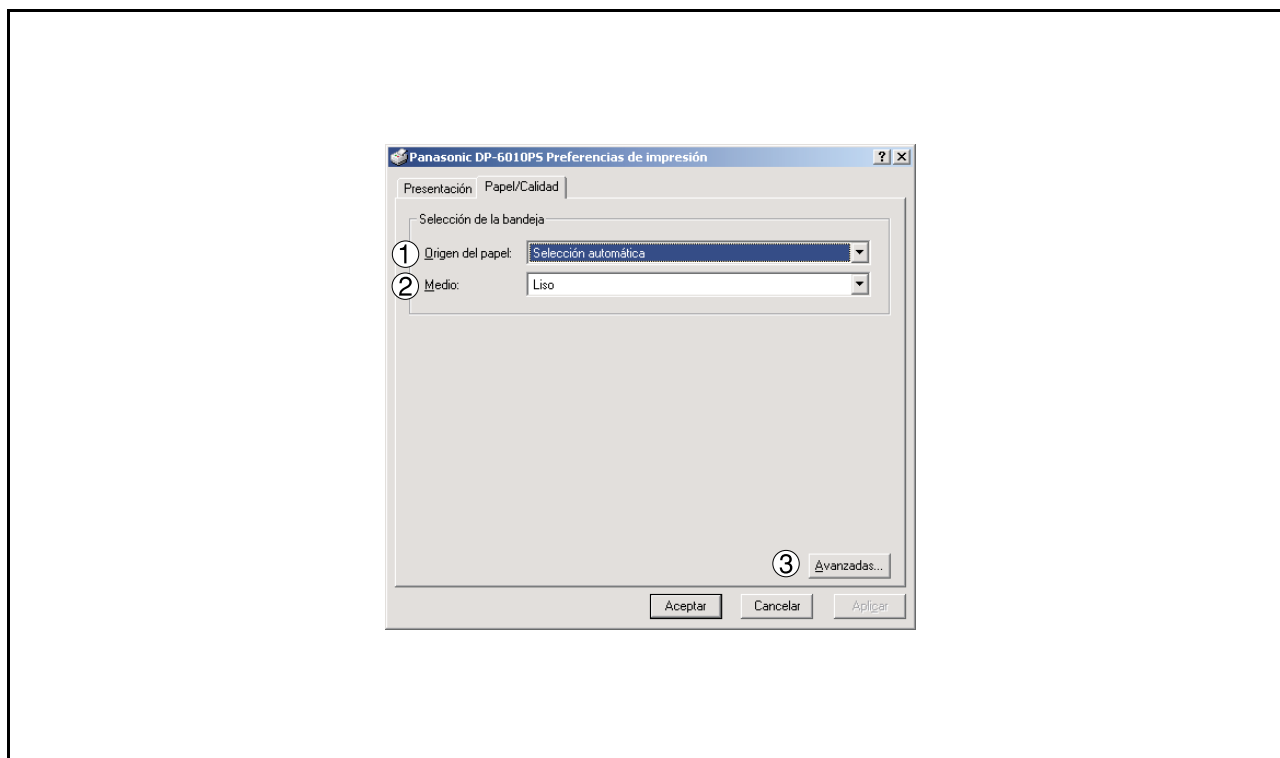 Panasonic DP-6010PS Preferencias de impresión
Presentación Papel/Calidad
Selección de la bandeja
① Origen del papel: Selección automática
② Medio: Liso
③ Avanzadas...
Aceptar Cancelar Aplicar